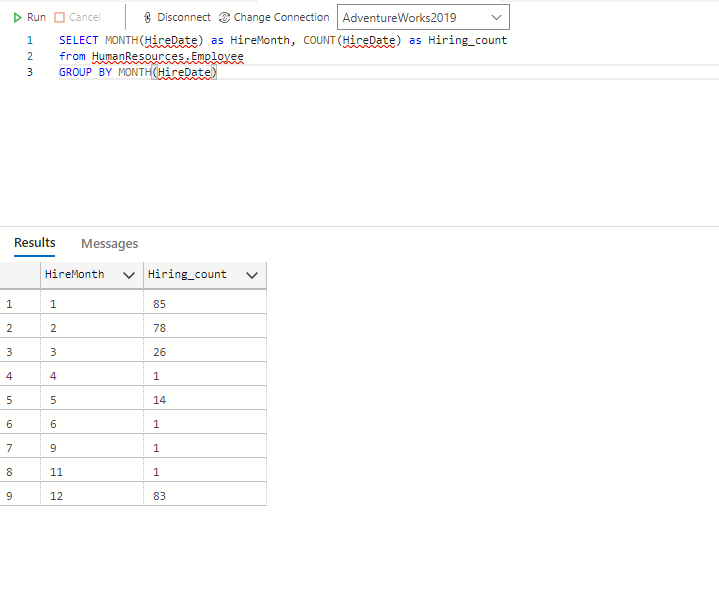 Run Cancel Disconnect Change Connection AdventureWorks2019
1 SELECT MONTH(HireDate) as HireMonth, COUNT(HireDate) as Hiring_count
2 from HumanResources.Employee
3 GROUP BY MONTH(HireDate)
Results Messages
HireMonth Hiring_count
1 1 85
2 2 78
3 3 26
4 4 1
5 5 14
6 6 1
7 9 1
8 11 1
9 12 83